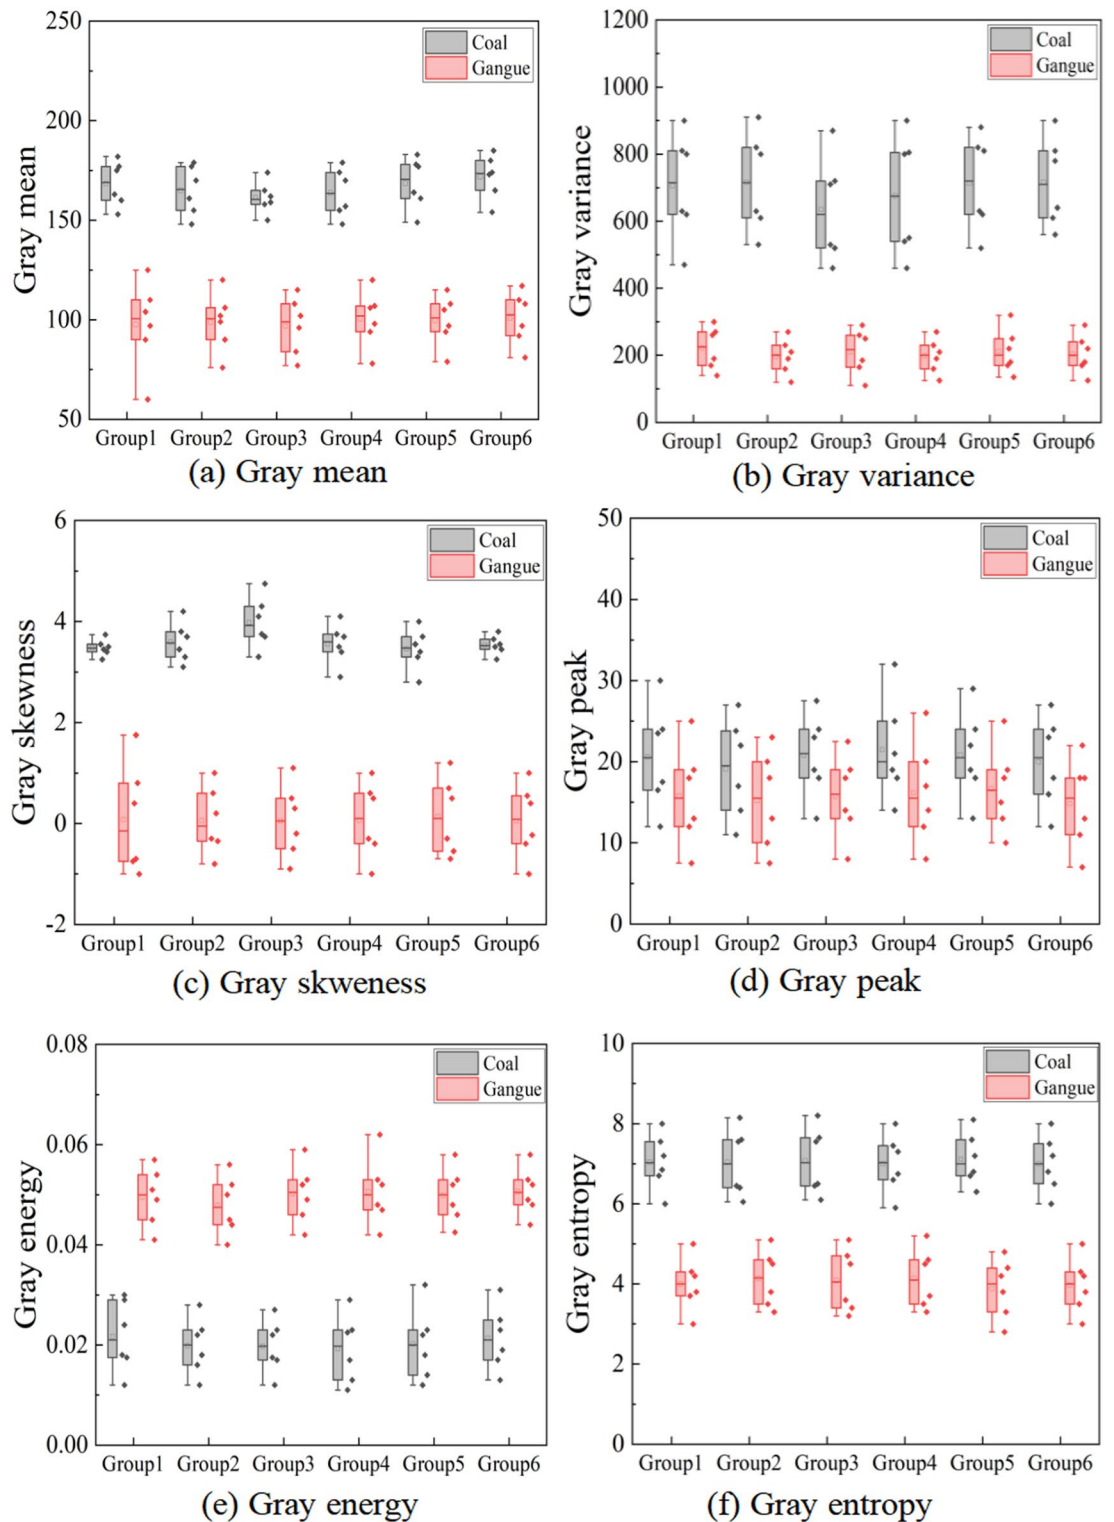 250
200
150
100
50
Gray mean
Coal
Gangue
Group1 Group2 Group3 Group4 Group5 Group6
(a) Gray mean
1200
1000
800
600
400
200
0
Gray variance
Coal
Gangue
Group1 Group2 Group3 Group4 Group5 Group6
(b) Gray variance
6
4
2
0
-2
Gray skewness
Coal
Gangue
Group1 Group2 Group3 Group4 Group5 Group6
(c) Gray skweness
50
40
30
20
10
0
Gray peak
Coal
Gangue
Group1 Group2 Group3 Group4 Group5 Group6
(d) Gray peak
0.08
0.06
0.04
0.02
0.00
Gray energy
Coal
Gangue
Group1 Group2 Group3 Group4 Group5 Group6
(e) Gray energy
10
8
6
4
2
0
Gray entropy
Coal
Gangue
Group1 Group2 Group3 Group4 Group5 Group6
(f) Gray entropy